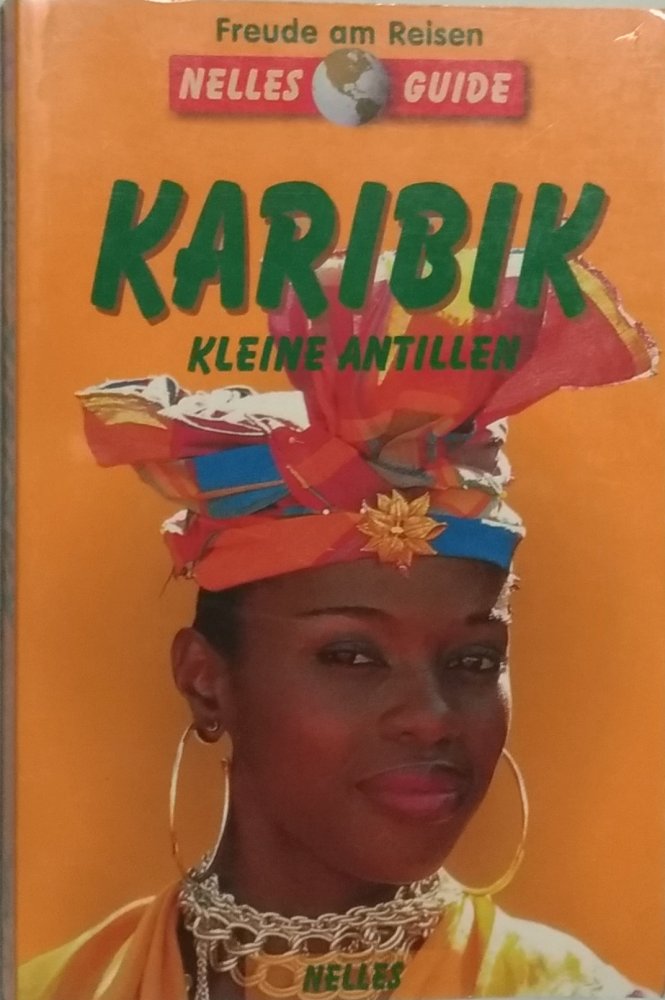 Freude am Reisen
NELLES GUIDE
KARIBIK
KLEINE ANTILLEN
NELLES